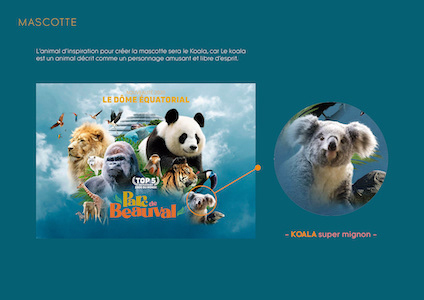 MASCOTTE
L'animal d'inspiration pour créer la mascotte sera le Koala, car Le koala
est un animal décrit comme un personnage amusant et libre d'esprit.
LE DÔME ÉQUATORIAL
(TOP 5)
Parc de
Beauval
– KOALA super mignon –